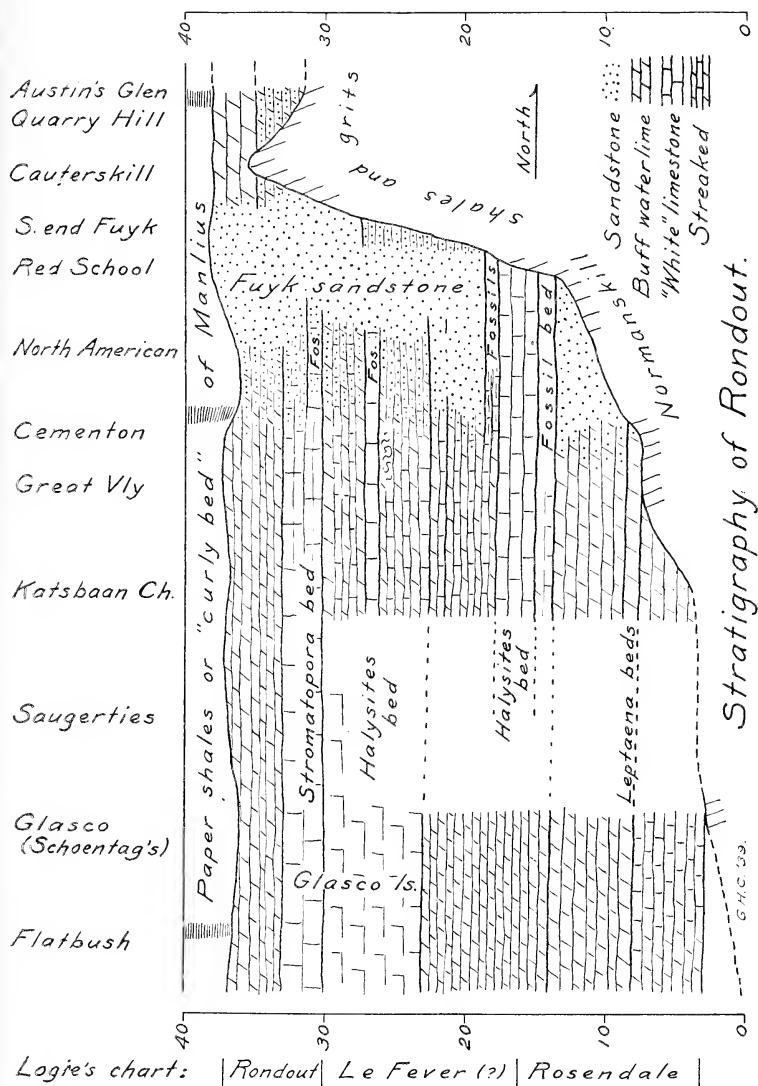 40 30 20 10. 0
Austin's Glen
Quarry Hill
Cauterskill
S. end Fuyk
Red School
North American
Cementon
Great Vly
Katsbaan Ch.
Saugerties
Glasco
(Schoentag's)
Flatbush
Paper shales or "curly bed" of Manlius
Fuyk sandstone
Fos.
Fos.
Fossils
Fossil bed
Normanskill shales and grits
North
Sandstone
Buff waterlime
"White" limestone
Streaked
Stromatopora bed
Halysites
bed
Halysites
bed
Leptaena beds
Glasco ls.
Stratigraphy of Rondout.
G.H.C. '39.
40 30 20 10 0
Logie's chart: Rondout Le Fever (?) Rosendale